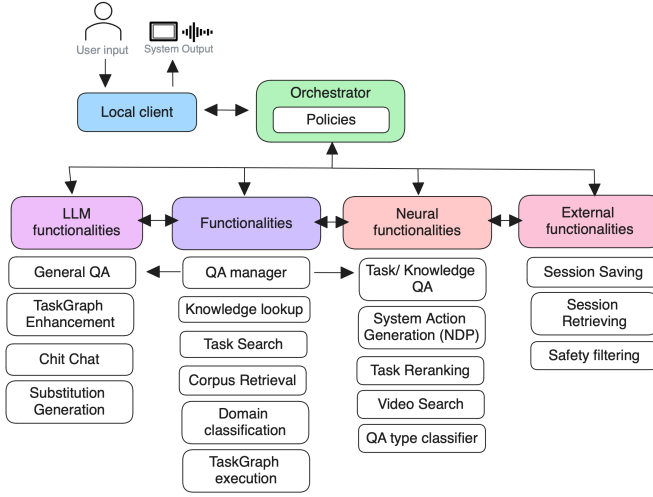 User input
System Output
Local client
Orchestrator
Policies
LLM
functionalities
Functionalities
Neural
functionalities
External
functionalities
General QA
TaskGraph
Enhancement
Chit Chat
Substitution
Generation
QA manager
Knowledge lookup
Task Search
Corpus Retrieval
Domain
classification
TaskGraph
execution
Task/ Knowledge
QA
System Action
Generation (NDP)
Task Reranking
Video Search
QA type classifier
Session Saving
Session
Retrieving
Safety filtering